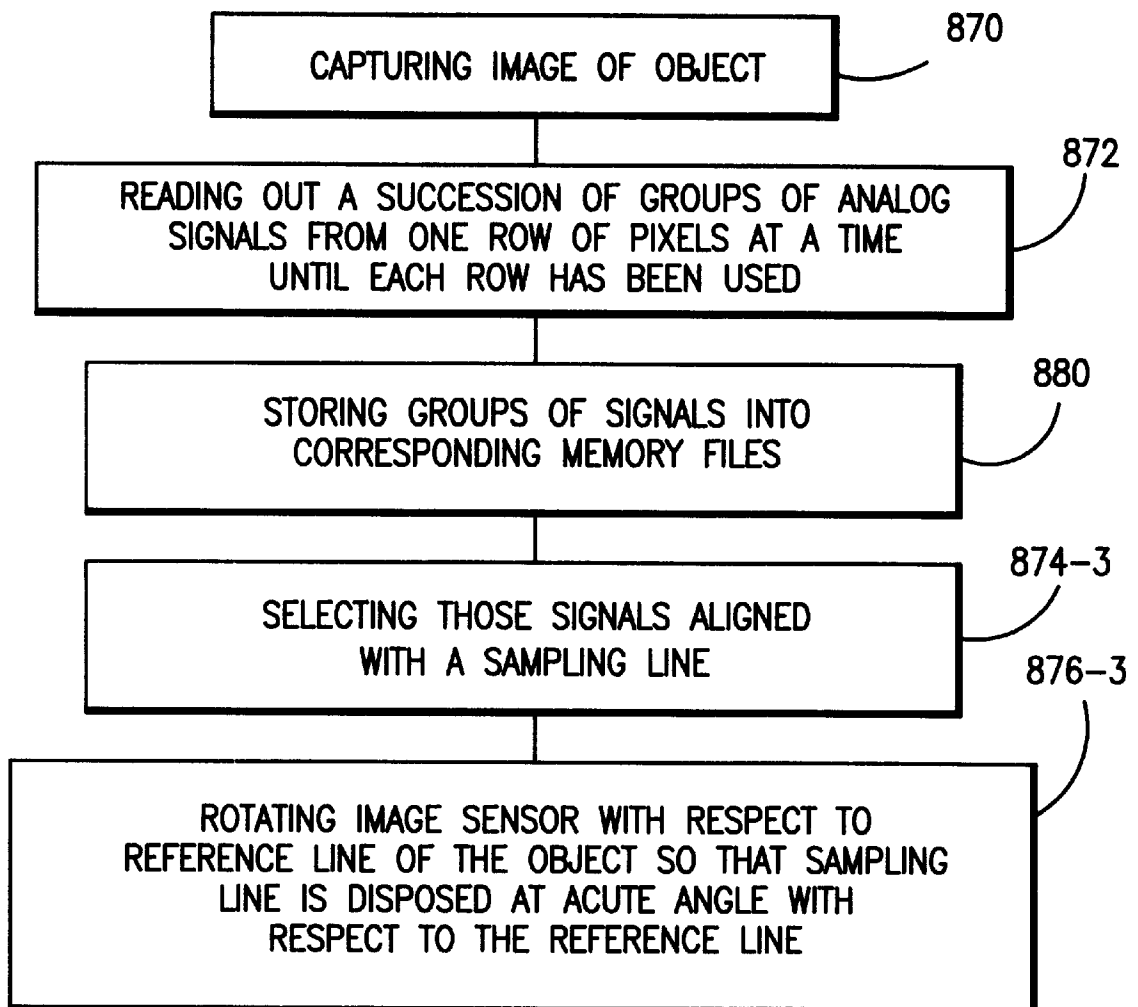 870
CAPTURING IMAGE OF OBJECT
872
READING OUT A SUCCESSION OF GROUPS OF ANALOG
SIGNALS FROM ONE ROW OF PIXELS AT A TIME
UNTIL EACH ROW HAS BEEN USED
880
STORING GROUPS OF SIGNALS INTO
CORRESPONDING MEMORY FILES
874-3
SELECTING THOSE SIGNALS ALIGNED
WITH A SAMPLING LINE
876-3
ROTATING IMAGE SENSOR WITH RESPECT TO
REFERENCE LINE OF THE OBJECT SO THAT SAMPLING
LINE IS DISPOSED AT ACUTE ANGLE WITH
RESPECT TO THE REFERENCE LINE